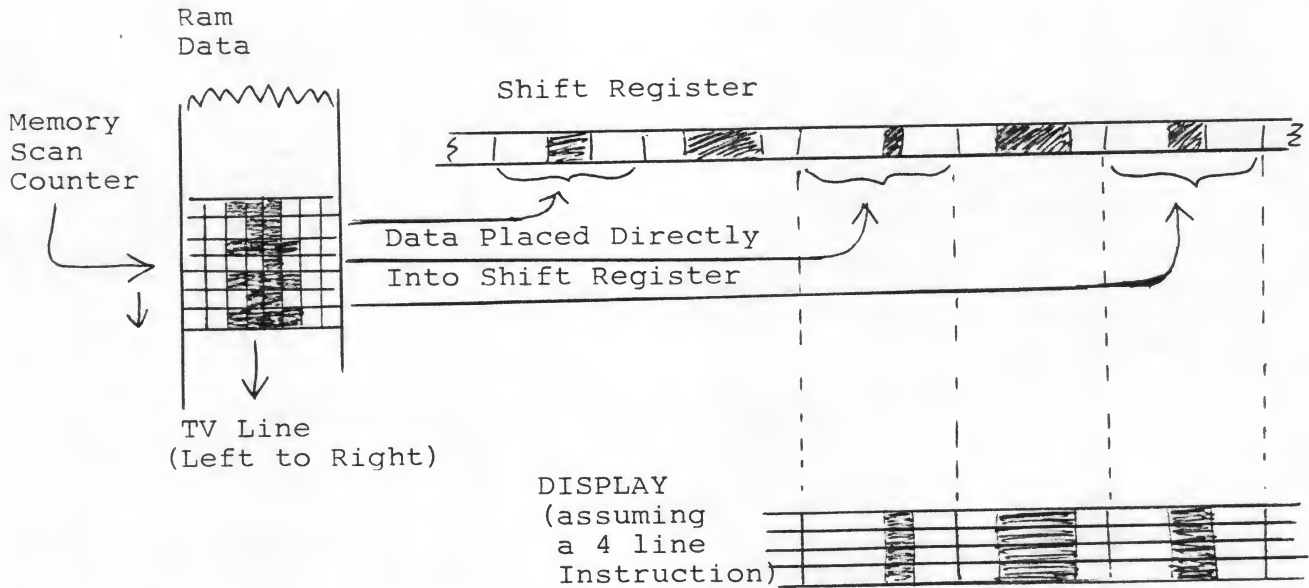 Ram
Data
Shift Register
Memory
Scan
Counter
Data Placed Directly
Into Shift Register
TV Line
(Left to Right)
DISPLAY
(assuming
a 4 line
Instruction)